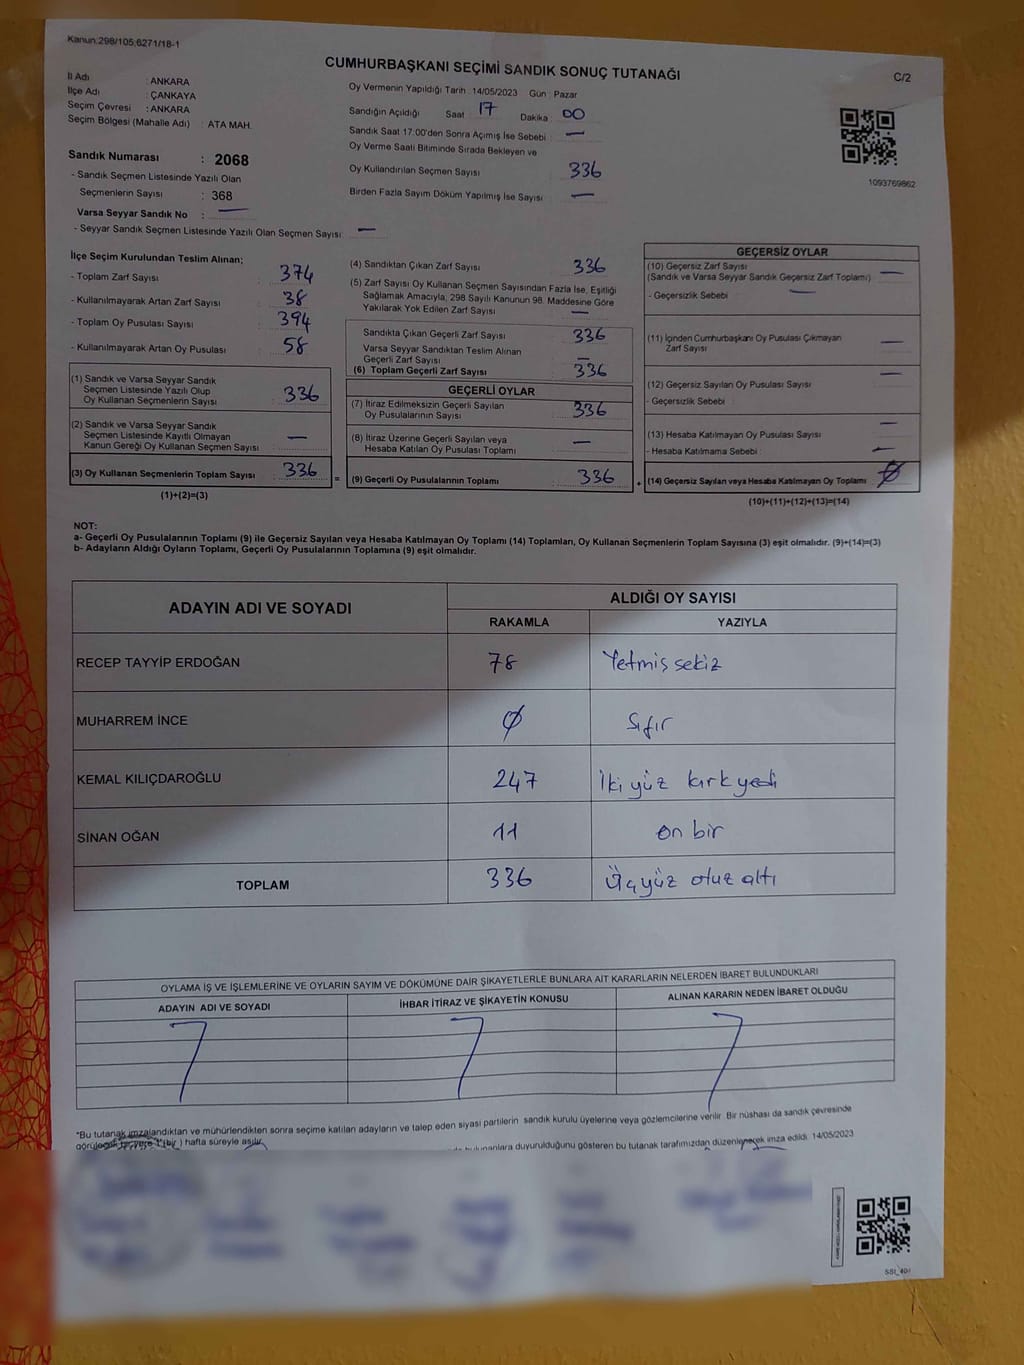 Kanun:298/105;6271/18-1
CUMHURBAŞKANI SEÇİMİ SANDIK SONUÇ TUTANAĞI
C/2
İl Adı : ANKARA
İlçe Adı : ÇANKAYA
Seçim Çevresi : ANKARA
Seçim Bölgesi (Mahalle Adı) : ATA MAH.
Sandık Numarası : 2068
- Sandık Seçmen Listesinde Yazılı Olan
Seçmenlerin Sayısı : 368
Varsa Seyyar Sandık No : —
- Seyyar Sandık Seçmen Listesinde Yazılı Olan Seçmen Sayısı: —
Oy Vermenin Yapıldığı Tarih 14/05/2023 Gün : Pazar
Sandığın Açıldığı Saat 17 Dakika 00
Sandık Saat 17:00'den Sonra Açımış İse Sebebi : —
Oy Verme Saati Bitiminde Sırada Bekleyen ve
Oy Kullandırılan Seçmen Sayısı : 336
Birden Fazla Sayım Döküm Yapılmış İse Sayısı : —
1093769862
İlçe Seçim Kurulundan Teslim Alınan;
- Toplam Zarf Sayısı : 374
- Kullanılmayarak Artan Zarf Sayısı : 38
- Toplam Oy Pusulası Sayısı : 394
- Kullanılmayarak Artan Oy Pusulası : 58
(1) Sandık ve Varsa Seyyar Sandık
Seçmen Listesinde Yazılı Olup
Oy Kullanan Seçmenlerin Sayısı : 336
(2) Sandık ve Varsa Seyyar Sandık
Seçmen Listesinde Kayıtlı Olmayan
Kanun Gereği Oy Kullanan Seçmen Sayısı : —
(3) Oy Kullanan Seçmenlerin Toplam Sayısı : 336
(1)+(2)=(3)
(4) Sandıktan Çıkan Zarf Sayısı : 336
(5) Zarf Sayısı Oy Kullanan Seçmen Sayısından Fazla İse, Eşitliği
Sağlamak Amacıyla, 298 Sayılı Kanunun 98. Maddesine Göre
Yakılarak Yok Edilen Zarf Sayısı : —
Sandıkta Çıkan Geçerli Zarf Sayısı : 336
Varsa Seyyar Sandıktan Teslim Alınan
Geçerli Zarf Sayısı : —
(6) Toplam Geçerli Zarf Sayısı : 336
GEÇERLİ OYLAR
(7) İtiraz Edilmeksizin Geçerli Sayılan
Oy Pusulalarının Sayısı : 336
(8) İtiraz Üzerine Geçerli Sayılan veya
Hesaba Katılan Oy Pusulası Toplamı : —
= (9) Geçerli Oy Pusulalarının Toplamı : 336 +
GEÇERSİZ OYLAR
(10) Geçersiz Zarf Sayısı : —
(Sandık ve Varsa Seyyar Sandık Geçersiz Zarf Toplamı)
- Geçersizlik Sebebi : —
(11) İçinden Cumhurbaşkanı Oy Pusulası Çıkmayan
Zarf Sayısı : —
(12) Geçersiz Sayılan Oy Pusulası Sayısı : —
- Geçersizlik Sebebi :
(13) Hesaba Katılmayan Oy Pusulası Sayısı : —
- Hesaba Katılmama Sebebi : —
(14) Geçersiz Sayılan veya Hesaba Katılmayan Oy Toplamı : Ø
(10)+(11)+(12)+(13)=(14)
NOT:
a- Geçerli Oy Pusulalarının Toplamı (9) ile Geçersiz Sayılan veya Hesaba Katılmayan Oy Toplamı (14) Toplamları, Oy Kullanan Seçmenlerin Toplam Sayısına (3) eşit olmalıdır. (9)+(14)=(3)
b- Adayların Aldığı Oyların Toplamı, Geçerli Oy Pusulalarının Toplamına (9) eşit olmalıdır.
ADAYIN ADI VE SOYADI ALDIĞI OY SAYISI
RAKAMLA YAZIYLA
RECEP TAYYİP ERDOĞAN 78 Yetmiş sekiz
MUHARREM İNCE Ø Sıfır
KEMAL KILIÇDAROĞLU 247 İki yüz kırk yedi
SİNAN OĞAN 11 on bir
TOPLAM 336 Üçyüz otuz altı
OYLAMA İŞ VE İŞLEMLERİNE VE OYLARIN SAYIM VE DÖKÜMÜNE DAİR ŞİKAYETLERLE BUNLARA AİT KARARLARIN NELERDEN İBARET BULUNDUKLARI
ADAYIN ADI VE SOYADI İHBAR İTİRAZ VE ŞİKAYETİN KONUSU ALINAN KARARIN NEDEN İBARET OLDUĞU
*Bu tutanak imzalandıktan ve mühürlendikten sonra seçime katılan adayların ve talep eden siyasi partilerin sandık kurulu üyelerine veya gözlemcilerine verilir. Bir nüshası da sandık çevresinde
görülecek bir yere 1 (bir ) hafta süreyle asılır.
bulunanlara duyurulduğunu gösteren bu tutanak tarafımızdan düzenlenerek imza edildi. 14/05/2023